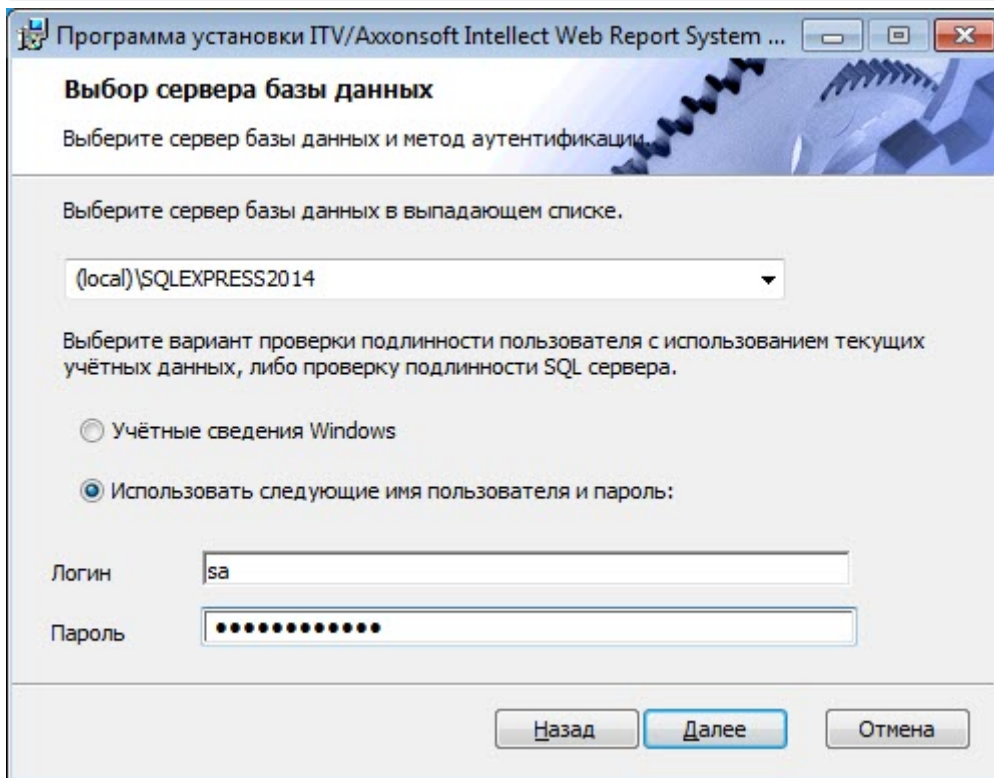 Программа установки ITV/Axxonsoft Intellect Web Report System ...
Выбор сервера базы данных
Выберите сервер базы данных и метод аутентификации.
Выберите сервер базы данных в выпадающем списке.
(local)\SQLEXPRESS2014
Выберите вариант проверки подлинности пользователя с использованием текущих
учётных данных, либо проверку подлинности SQL сервера.
Учётные сведения Windows
Использовать следующие имя пользователя и пароль:
Логин sa
Пароль ●●●●●●●●●●●●
Назад Далее Отмена